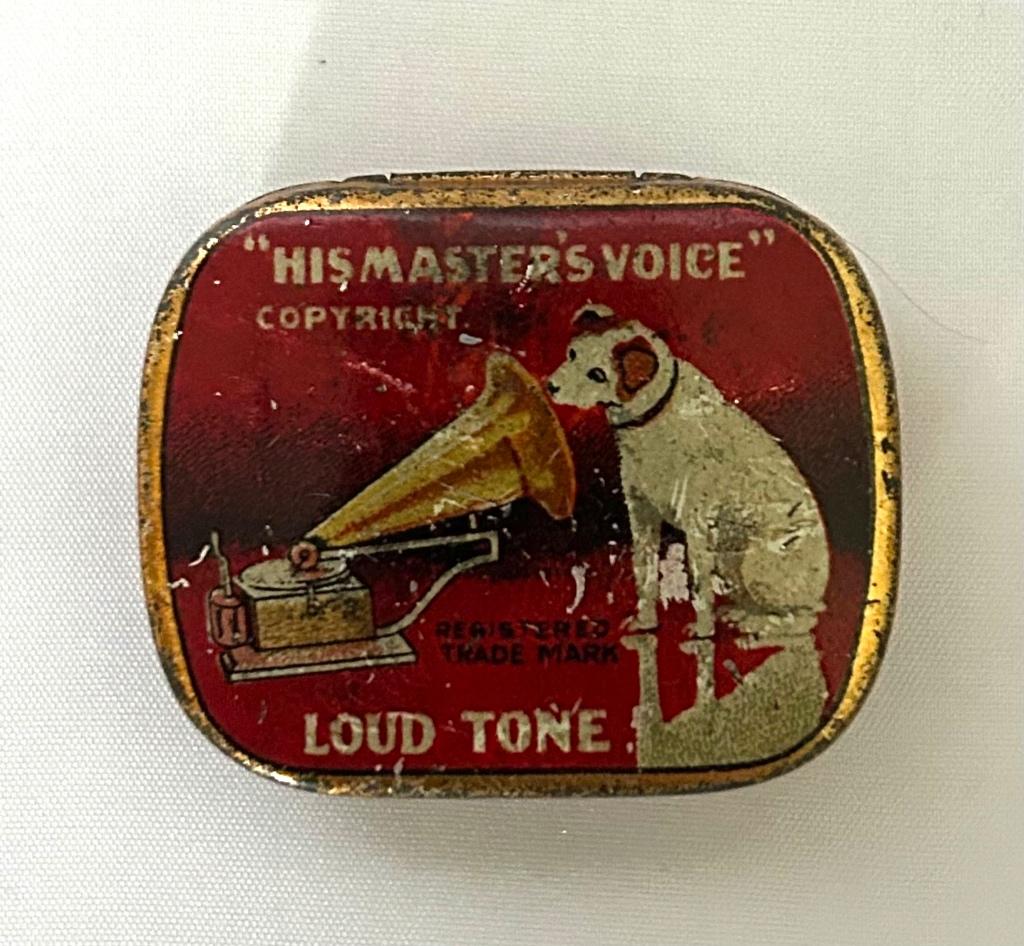 "HIS MASTER'S VOICE"
COPYRIGHT.
REGISTERED
TRADE MARK
LOUD TONE